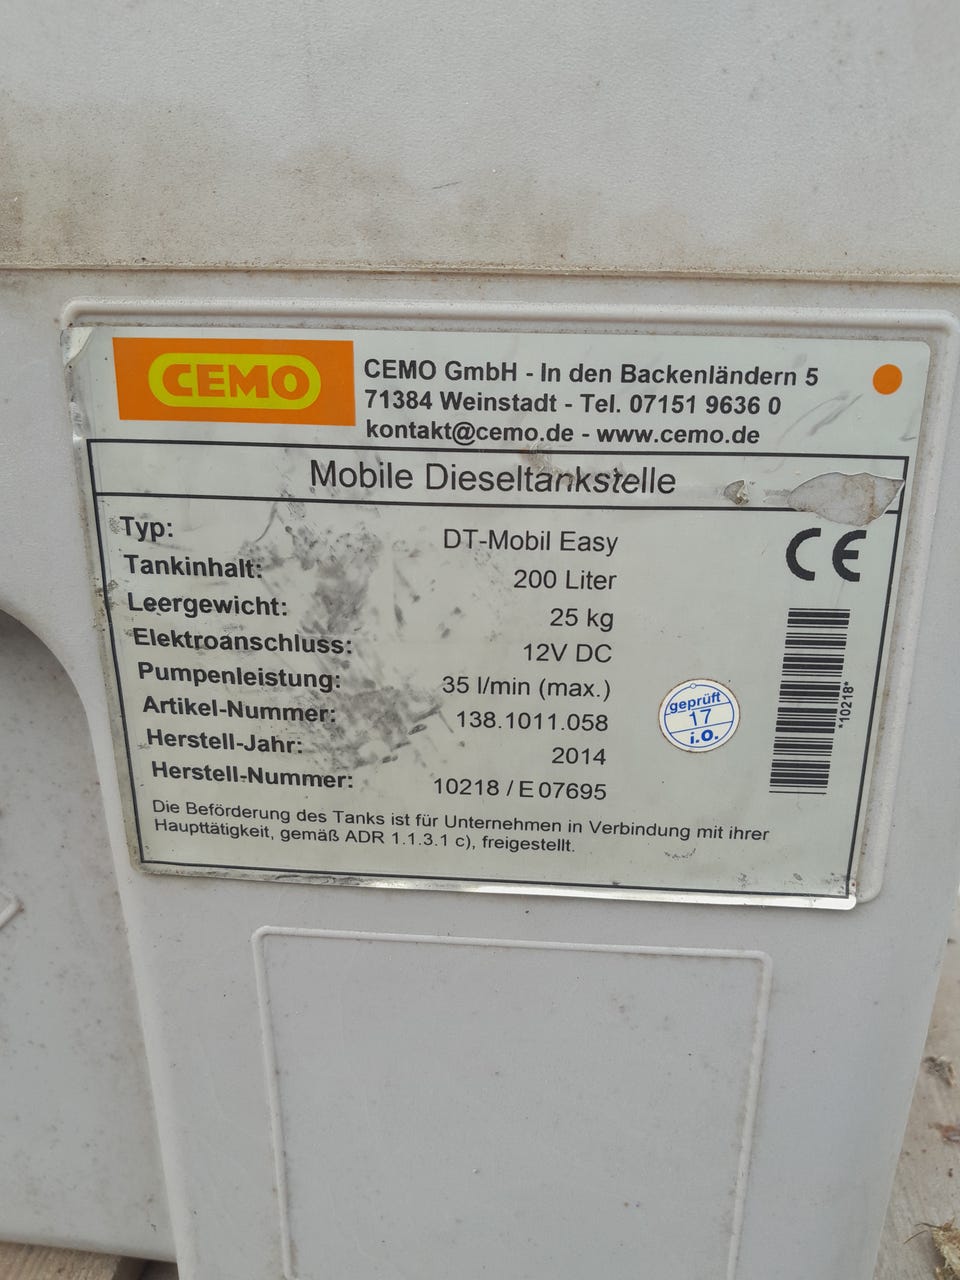 CEMO
CEMO GmbH - In den Backenländern 5
71384 Weinstadt - Tel. 07151 9636 0
kontakt@cemo.de - www.cemo.de
Mobile Dieseltankstelle
Typ: DT-Mobil Easy
Tankinhalt: 200 Liter
Leergewicht: 25 kg
Elektroanschluss: 12V DC
Pumpenleistung: 35 l/min (max.)
Artikel-Nummer: 138.1011.058
Herstell-Jahr: 2014
Herstell-Nummer: 10218 / E 07695
CE
*10218*
geprüft
17
i.O.
Die Beförderung des Tanks ist für Unternehmen in Verbindung mit ihrer
Haupttätigkeit, gemäß ADR 1.1.3.1 c), freigestellt.